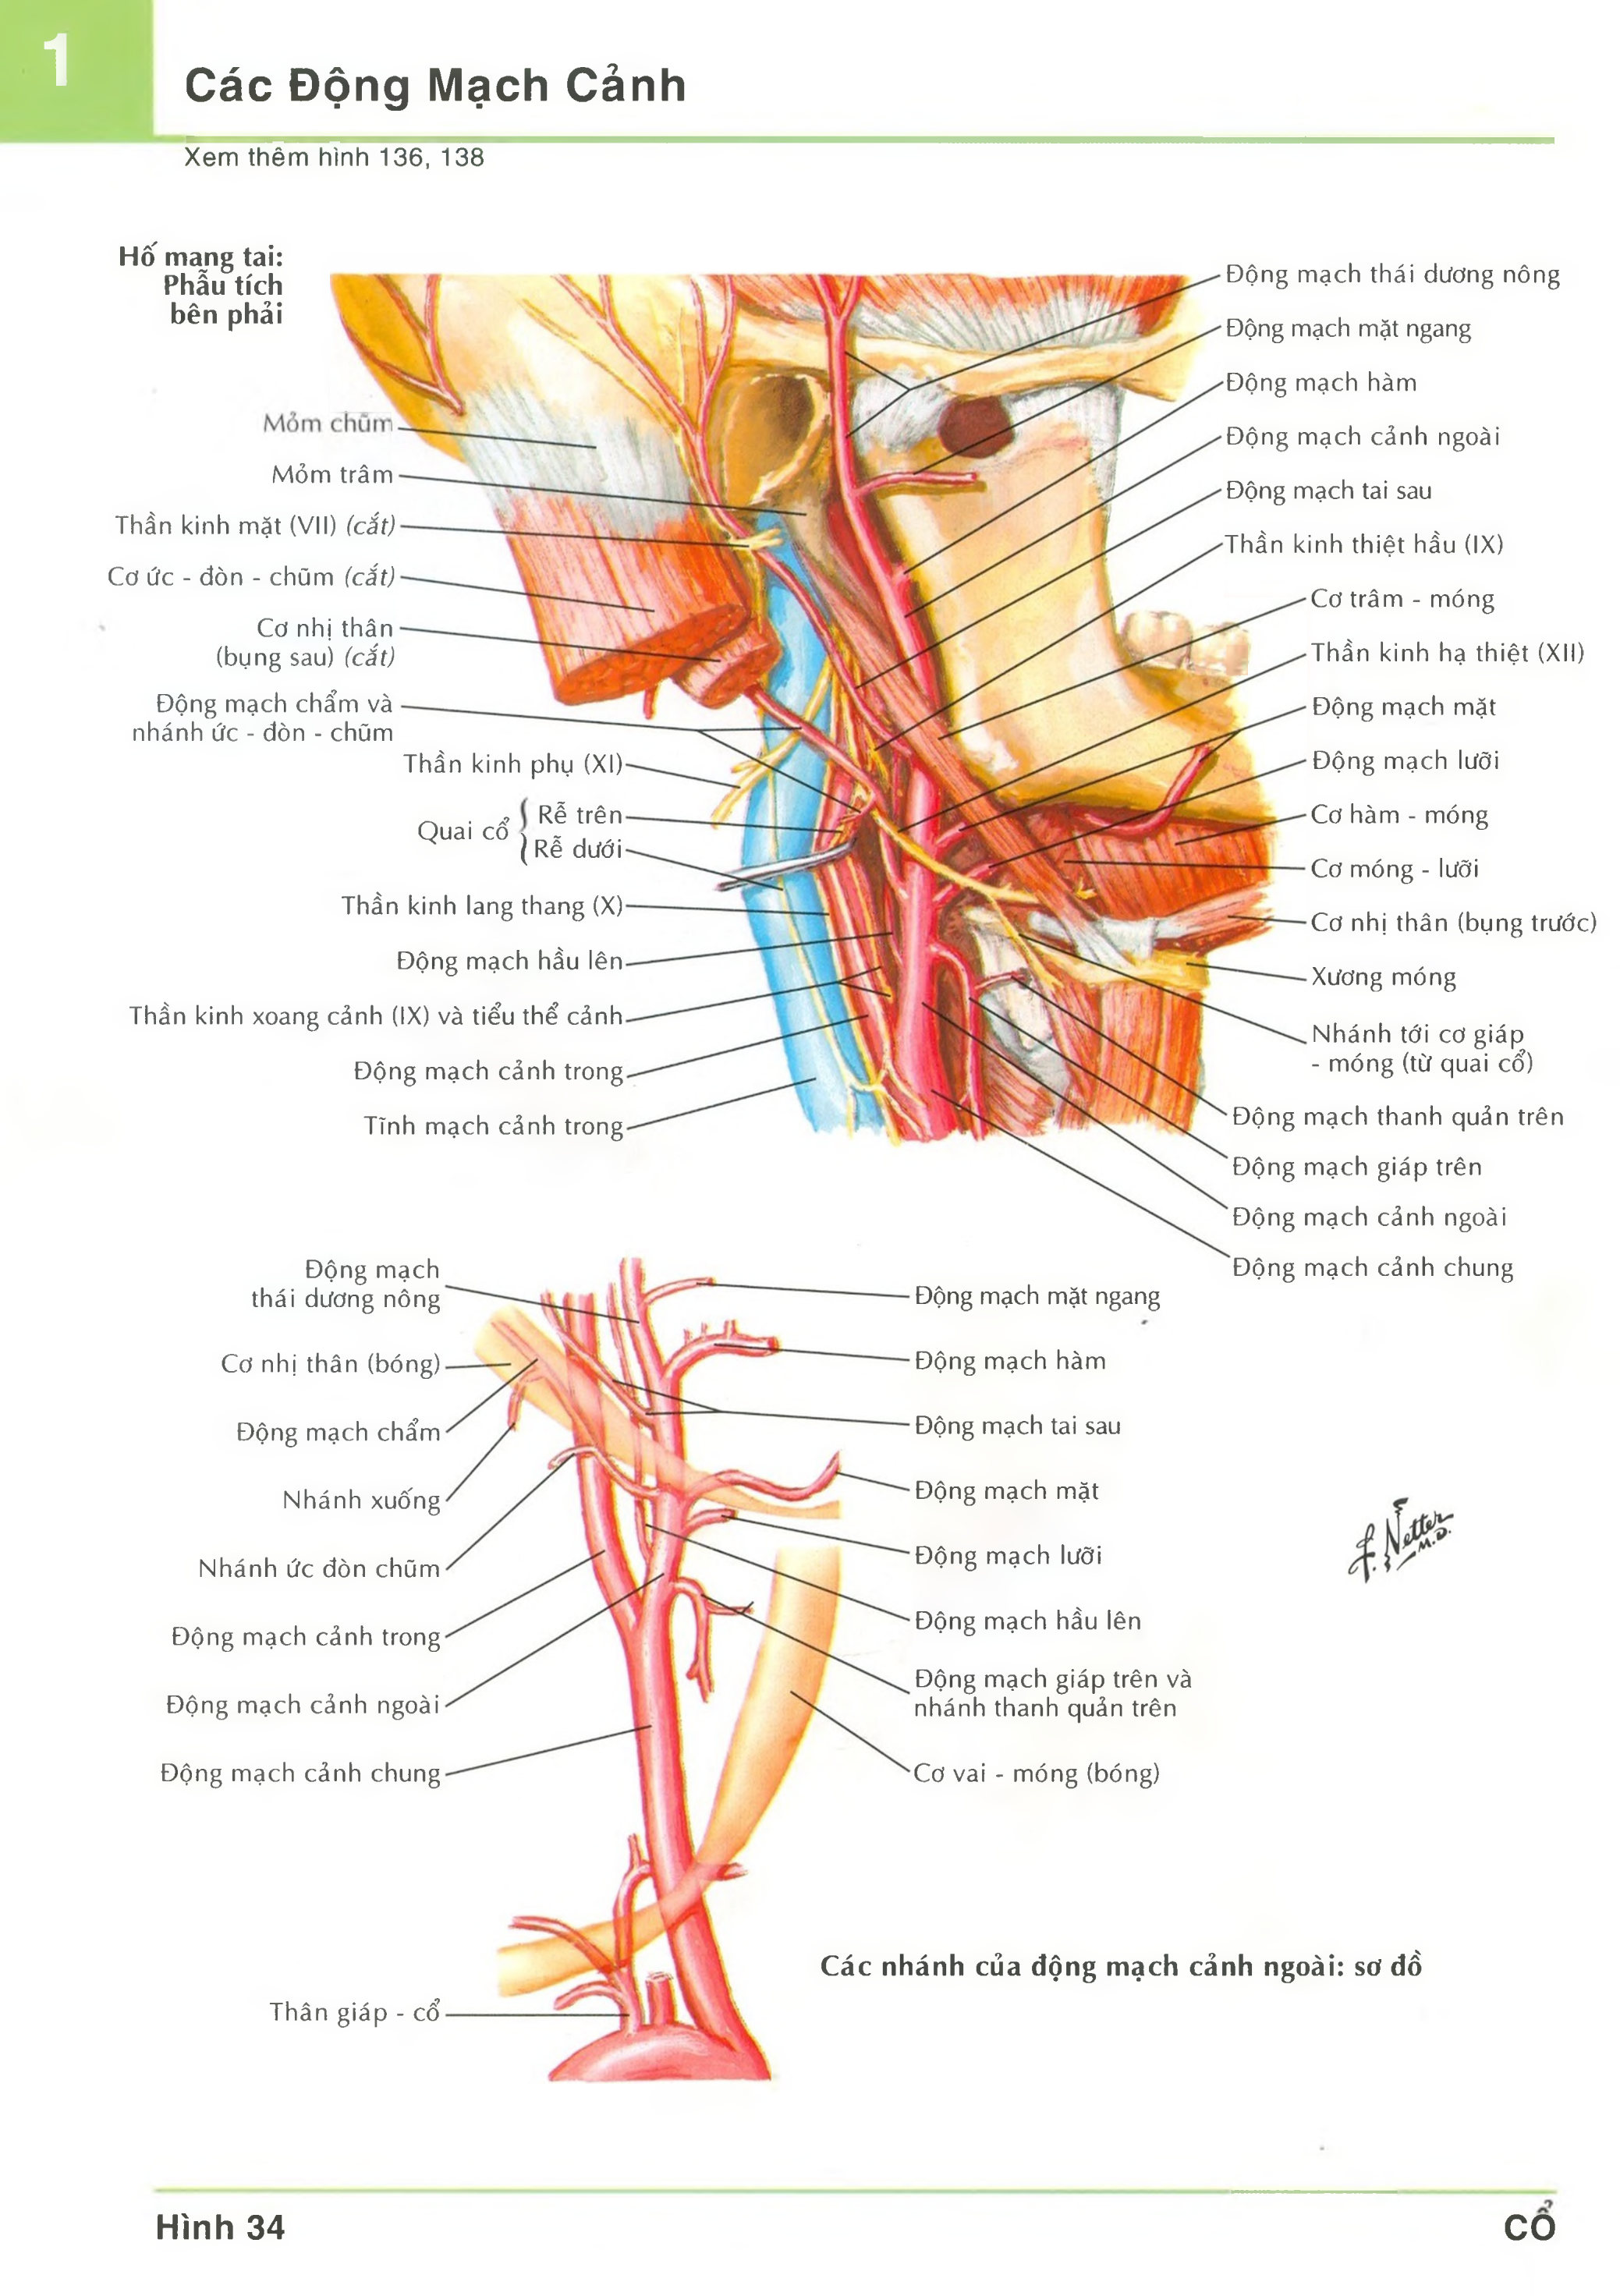 1
Các Động Mạch Cảnh
Xem thêm hình 136, 138
Hố mang tai:
Phẫu tích
bên phải
Mỏm chũm
Mỏm trâm
Thần kinh mặt (VII) (cắt)
Cơ ức - đòn - chũm (cắt)
Cơ nhị thân
(bụng sau) (cắt)
Động mạch chẩm và
nhánh ức - đòn - chũm
Thần kinh phụ (XI)
Quai cổ
Rễ trên
Rễ dưới
Thần kinh lang thang (X)
Động mạch hầu lên
Thần kinh xoang cảnh (IX) và tiểu thể cảnh
Động mạch cảnh trong
Tĩnh mạch cảnh trong
Động mạch thái dương nông
Động mạch mặt ngang
Động mạch hàm
Động mạch cảnh ngoài
Động mạch tai sau
Thần kinh thiệt hầu (IX)
Cơ trâm - móng
Thần kinh hạ thiệt (XII)
Động mạch mặt
Động mạch lưỡi
Cơ hàm - móng
Cơ móng - lưỡi
Cơ nhị thân (bụng trước)
Xương móng
Nhánh tới cơ giáp
- móng (từ quai cổ)
Động mạch thanh quản trên
Động mạch giáp trên
Động mạch cảnh ngoài
Động mạch cảnh chung
Động mạch
thái dương nông
Cơ nhị thân (bóng)
Động mạch chẩm
Nhánh xuống
Nhánh ức đòn chũm
Động mạch cảnh trong
Động mạch cảnh ngoài
Động mạch cảnh chung
Thân giáp - cổ
Động mạch mặt ngang
Động mạch hàm
Động mạch tai sau
Động mạch mặt
Động mạch lưỡi
Động mạch hầu lên
Động mạch giáp trên và
nhánh thanh quản trên
Cơ vai - móng (bóng)
F. Netter
M.D.
Các nhánh của động mạch cảnh ngoài: sơ đồ
Hình 34
CỔ